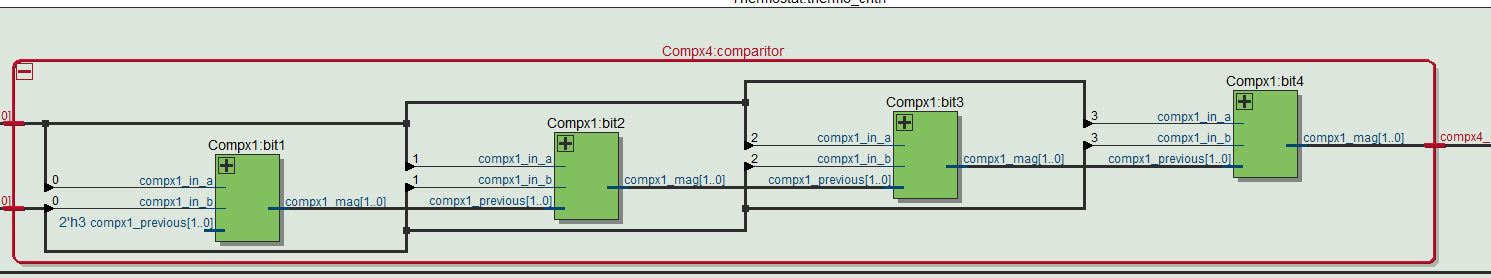 Thermostat:thermo_cntrl
Compx4:comparitor
0]
0]
Compx1:bit1
0 compx1_in_a
0 compx1_in_b
2'h3 compx1_previous[1..0]
compx1_mag[1..0]
Compx1:bit2
1 compx1_in_a
1 compx1_in_b
compx1_previous[1..0]
compx1_mag[1..0]
Compx1:bit3
2 compx1_in_a
2 compx1_in_b
compx1_previous[1..0]
compx1_mag[1..0]
Compx1:bit4
3 compx1_in_a
3 compx1_in_b
compx1_previous[1..0]
compx1_mag[1..0]
compx4_